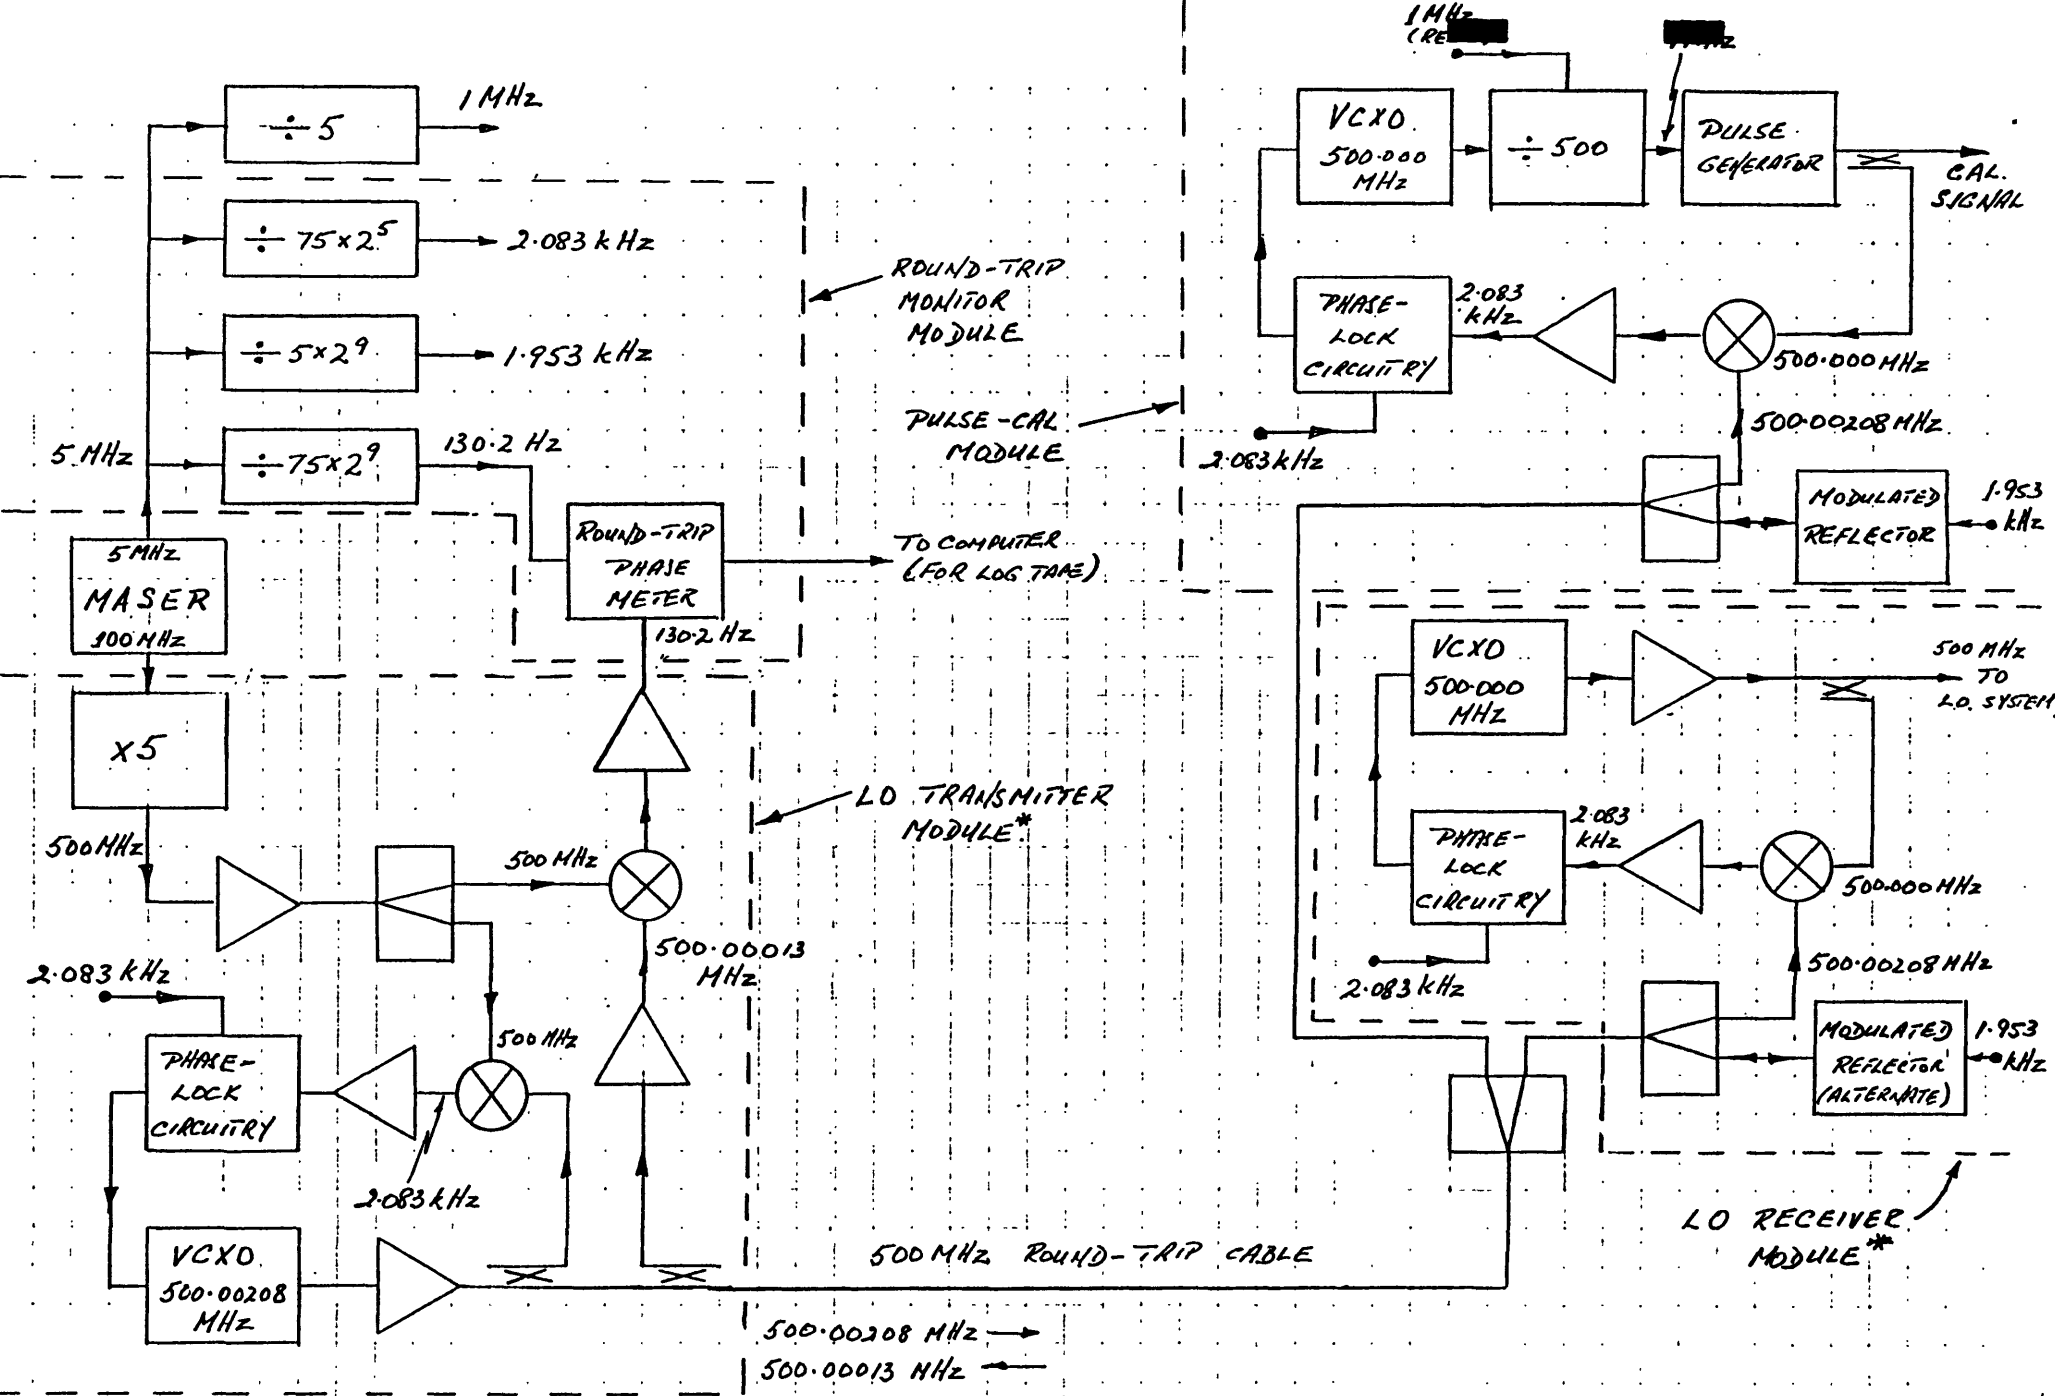 ÷ 5
1 MHz
÷ 75×2⁵
2.083 kHz
÷ 5×2⁹
1.953 kHz
÷ 75×2⁹
130.2 Hz
5 MHz
ROUND-TRIP
MONITOR
MODULE
ROUND-TRIP
PHASE
METER
130.2 Hz
TO COMPUTER
(FOR LOG TAPE)
5 MHz
MASER
100 MHz
×5
500 MHz
500 MHz
LO TRANSMITTER
MODULE*
500.00013
MHz
2.083 kHz
500 MHz
PHASE-
LOCK
CIRCUITRY
2.083 kHz
VCXO
500.00208
MHz
500 MHz ROUND-TRIP CABLE
500.00208 MHz
500.00013 MHz
1 MHz
VCXO
500.000
MHz
÷ 500
PULSE
GENERATOR
CAL.
SIGNAL
PHASE-
LOCK
CIRCUITRY
2.083
kHz
500.000 MHz
PULSE-CAL
MODULE
2.083 kHz
500.00208 MHz
MODULATED
REFLECTOR
1.953
kHz
VCXO
500.000
MHz
500 MHz
TO
L.O. SYSTEM
PHASE-
LOCK
CIRCUITRY
2.083
kHz
500.000 MHz
2.083 kHz
500.00208 MHz
MODULATED
REFLECTOR
(ALTERNATE)
1.953
kHz
LO RECEIVER
MODULE*